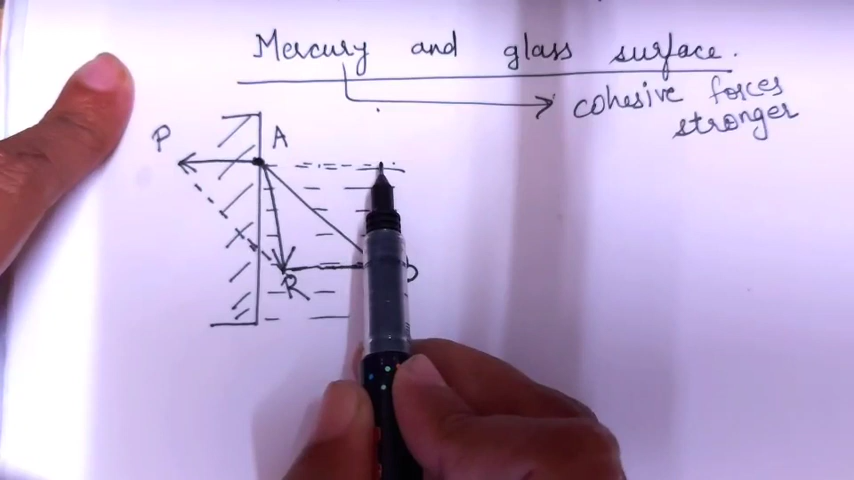 Mercury and glass surface.
cohesive forces
stronger
P
A
R